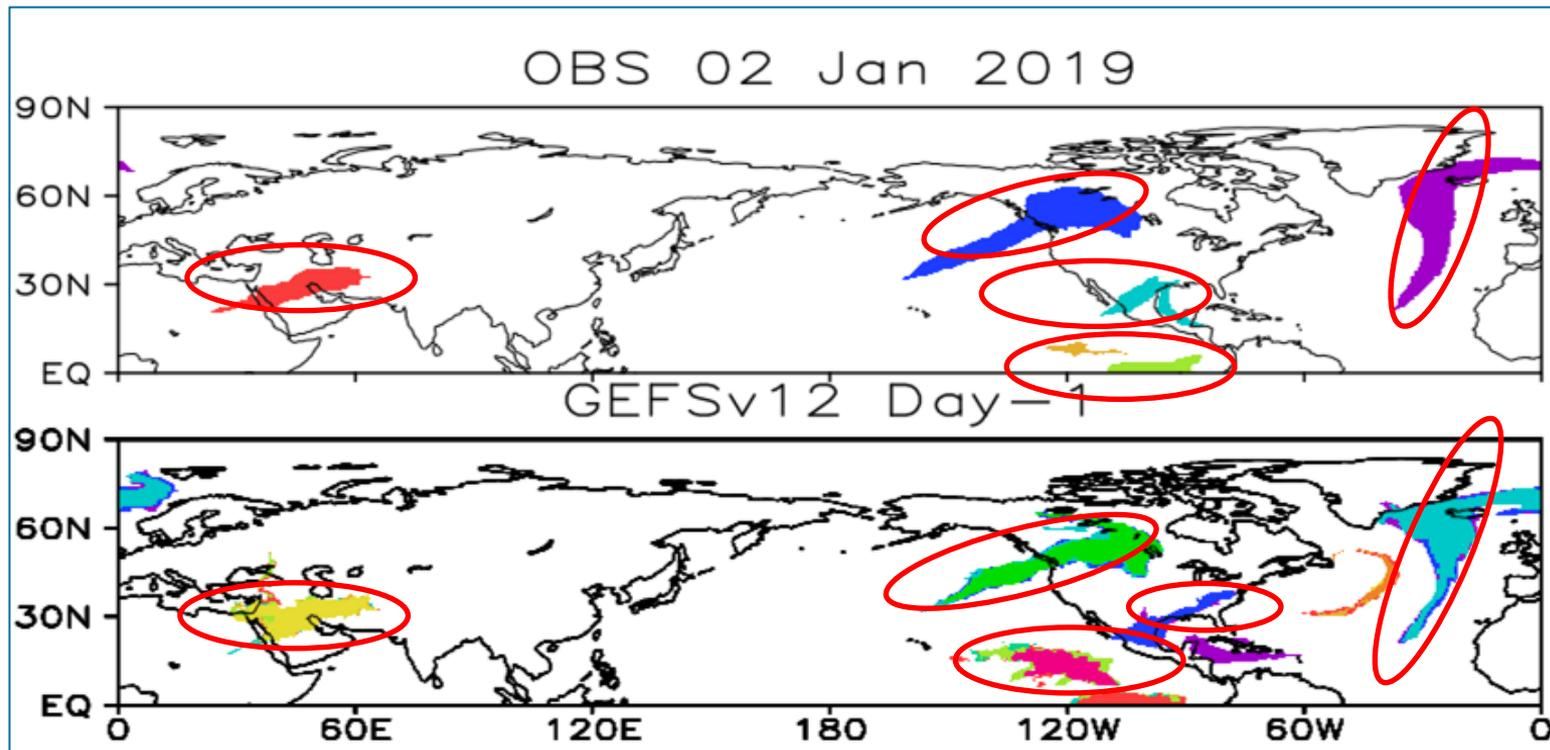 OBS 02 Jan 2019
90N
60N
30N
EQ
GEFSv12 Day-1
90N
60N
30N
EQ
0 60E 120E 180 120W 60W 0